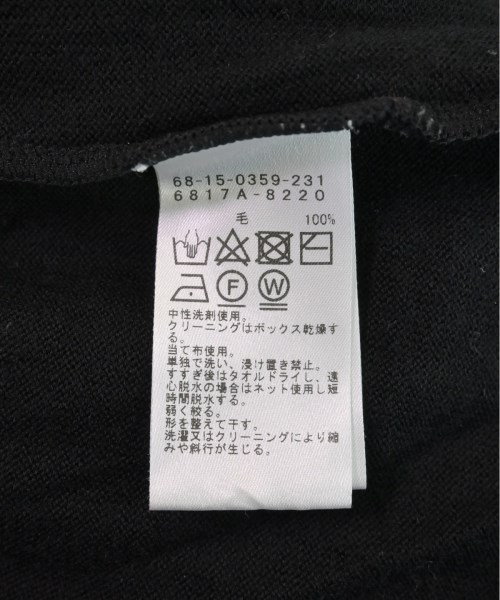 68-15-0359-231
6817A-8220
毛 100%
F W
中性洗剤使用。
クリーニングはボックス乾燥す
る。
当て布使用。
単独で洗い、浸け置き禁止。
すすぎ後はタオルドライし、遠
心脱水の場合はネット使用し短
時間脱水する。
弱く絞る。
形を整えて干す。
洗濯又はクリーニングにより縮
みや斜行が生じる。